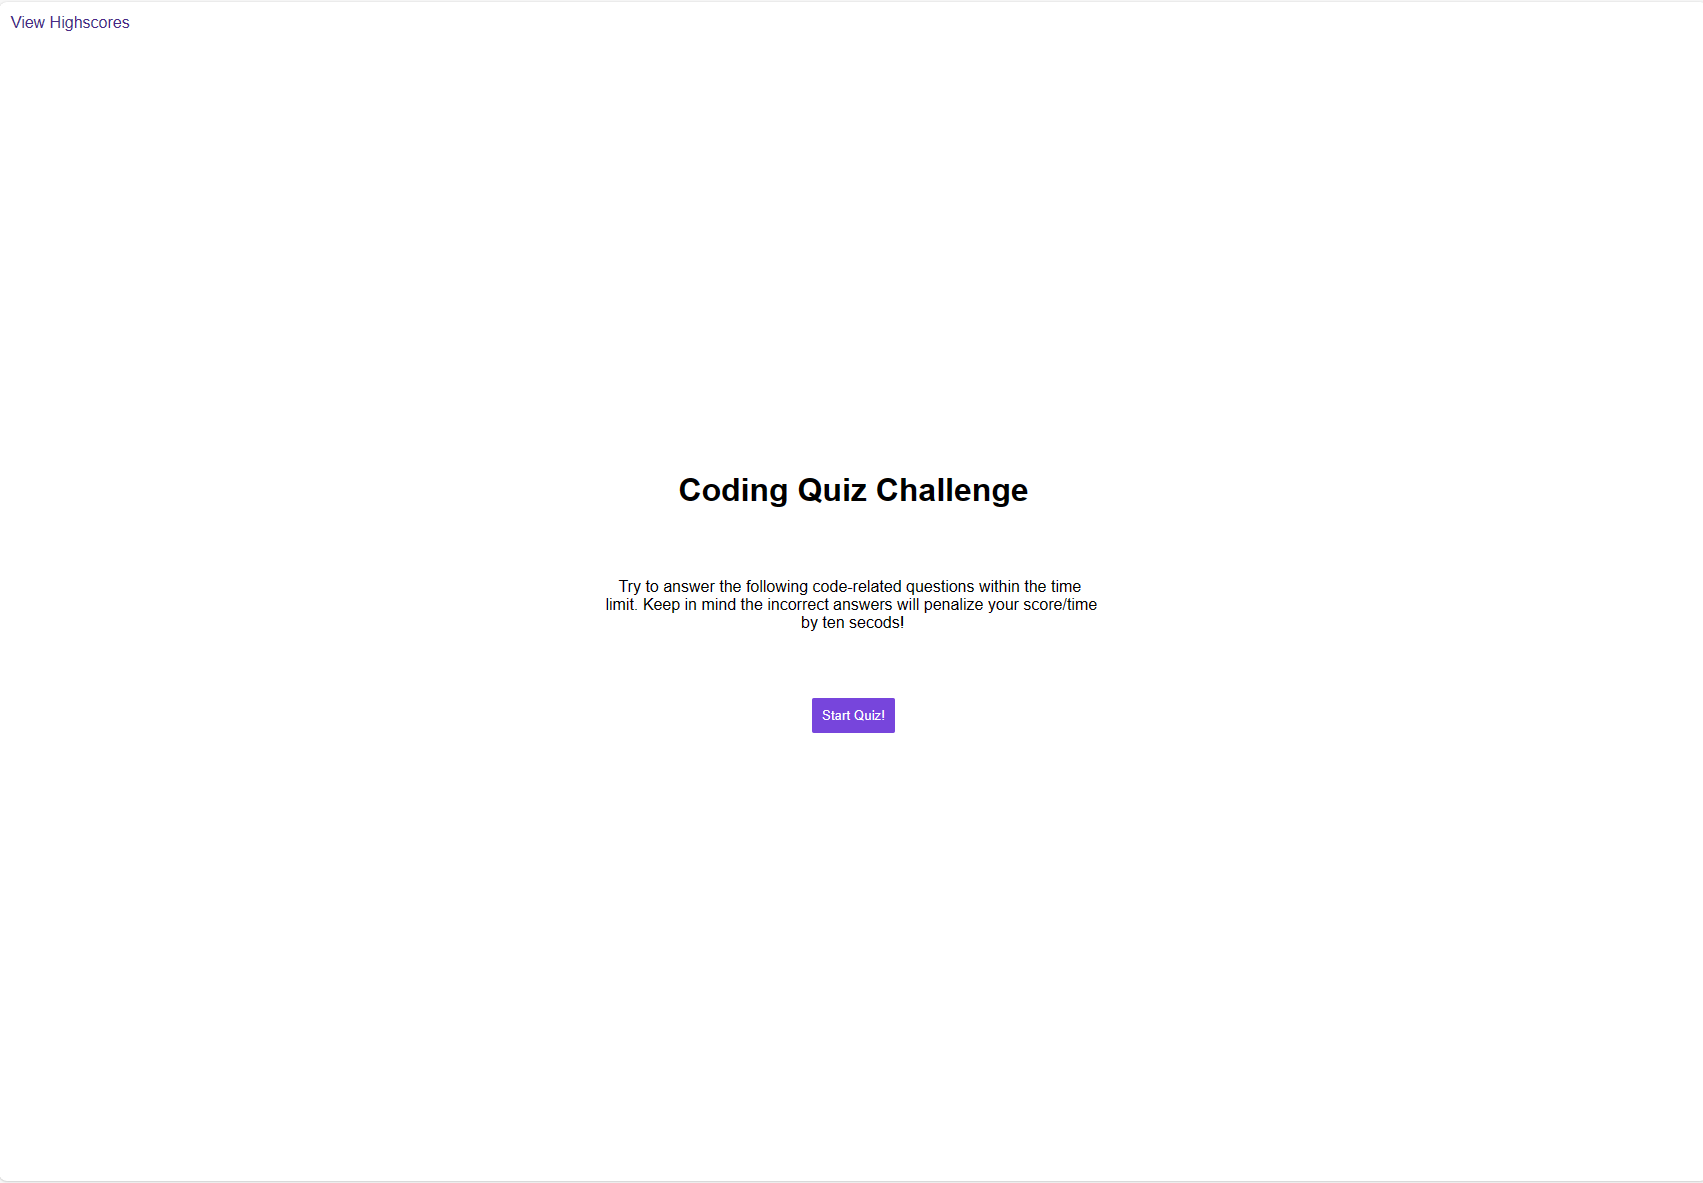 View Highscores
Coding Quiz Challenge
Try to answer the following code-related questions within the time
limit. Keep in mind the incorrect answers will penalize your score/time
by ten secods!
Start Quiz!